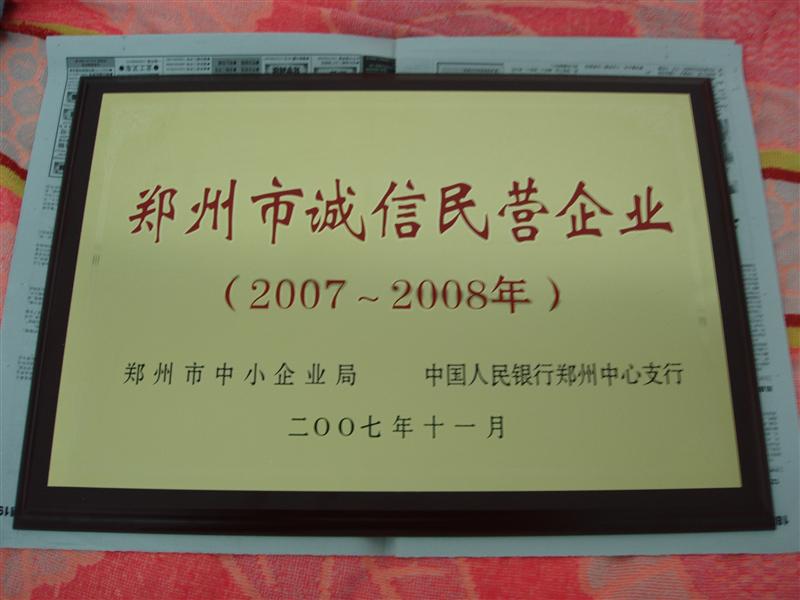 郑州市诚信民营企业
（2007～2008年）
郑州市中小企业局 中国人民银行郑州中心支行
二〇〇七年十一月